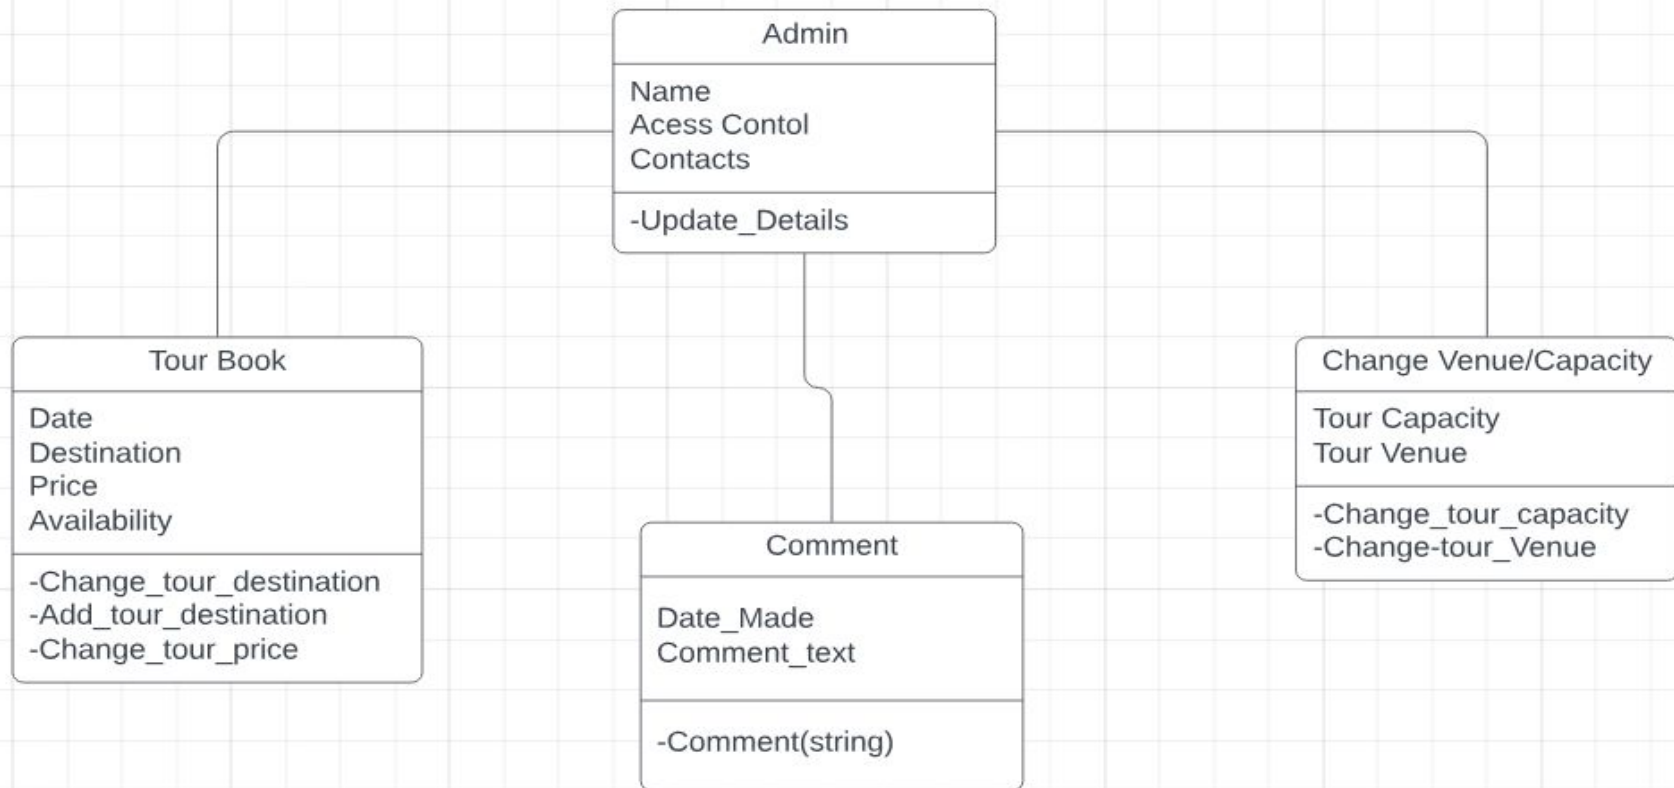 Admin
Name
Acess Contol
Contacts
-Update_Details
Tour Book
Date
Destination
Price
Availability
-Change_tour_destination
-Add_tour_destination
-Change_tour_price
Comment
Date_Made
Comment_text
-Comment(string)
Change Venue/Capacity
Tour Capacity
Tour Venue
-Change_tour_capacity
-Change-tour_Venue